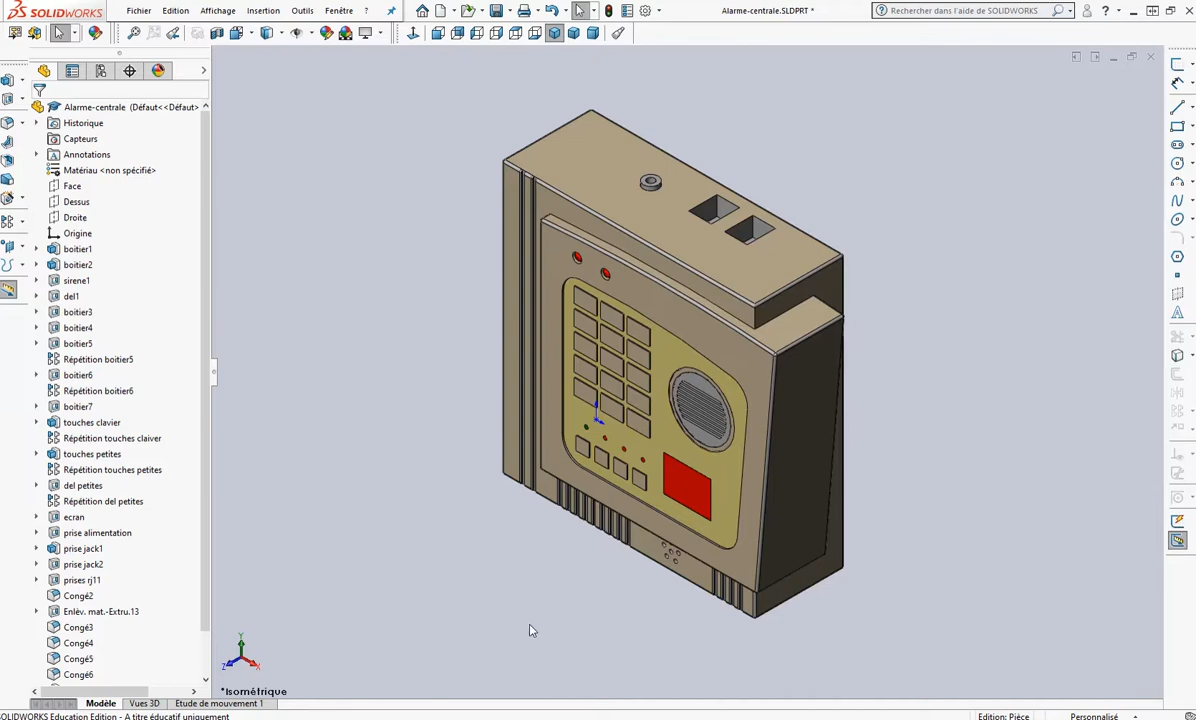 SOLIDWORKS
Fichier
Edition
Affichage
Insertion
Outils
Fenêtre
?
Alarme-centrale.SLDPRT *
Rechercher dans l'aide de SOLIDWORKS
?
Alarme-centrale (Défaut<<Défaut>
Historique
Capteurs
Annotations
Matériau <non spécifié>
Face
Dessus
Droite
Origine
boitier1
boitier2
sirene1
del1
boitier3
boitier4
boitier5
Répétition boitier5
boitier6
Répétition boitier6
boitier7
touches clavier
Répétition touches claiver
touches petites
Répétition touches petites
del petites
Répétition del petites
ecran
prise alimentation
prise jack1
prise jack2
prises rj11
Congé2
Enlèv. mat.-Extru.13
Congé3
Congé4
Congé5
Congé6
Y
Z
X
*Isométrique
Modèle
Vues 3D
Etude de mouvement 1
SOLIDWORKS Education Edition - A titre éducatif uniquement
Edition: Pièce
Personnalisé